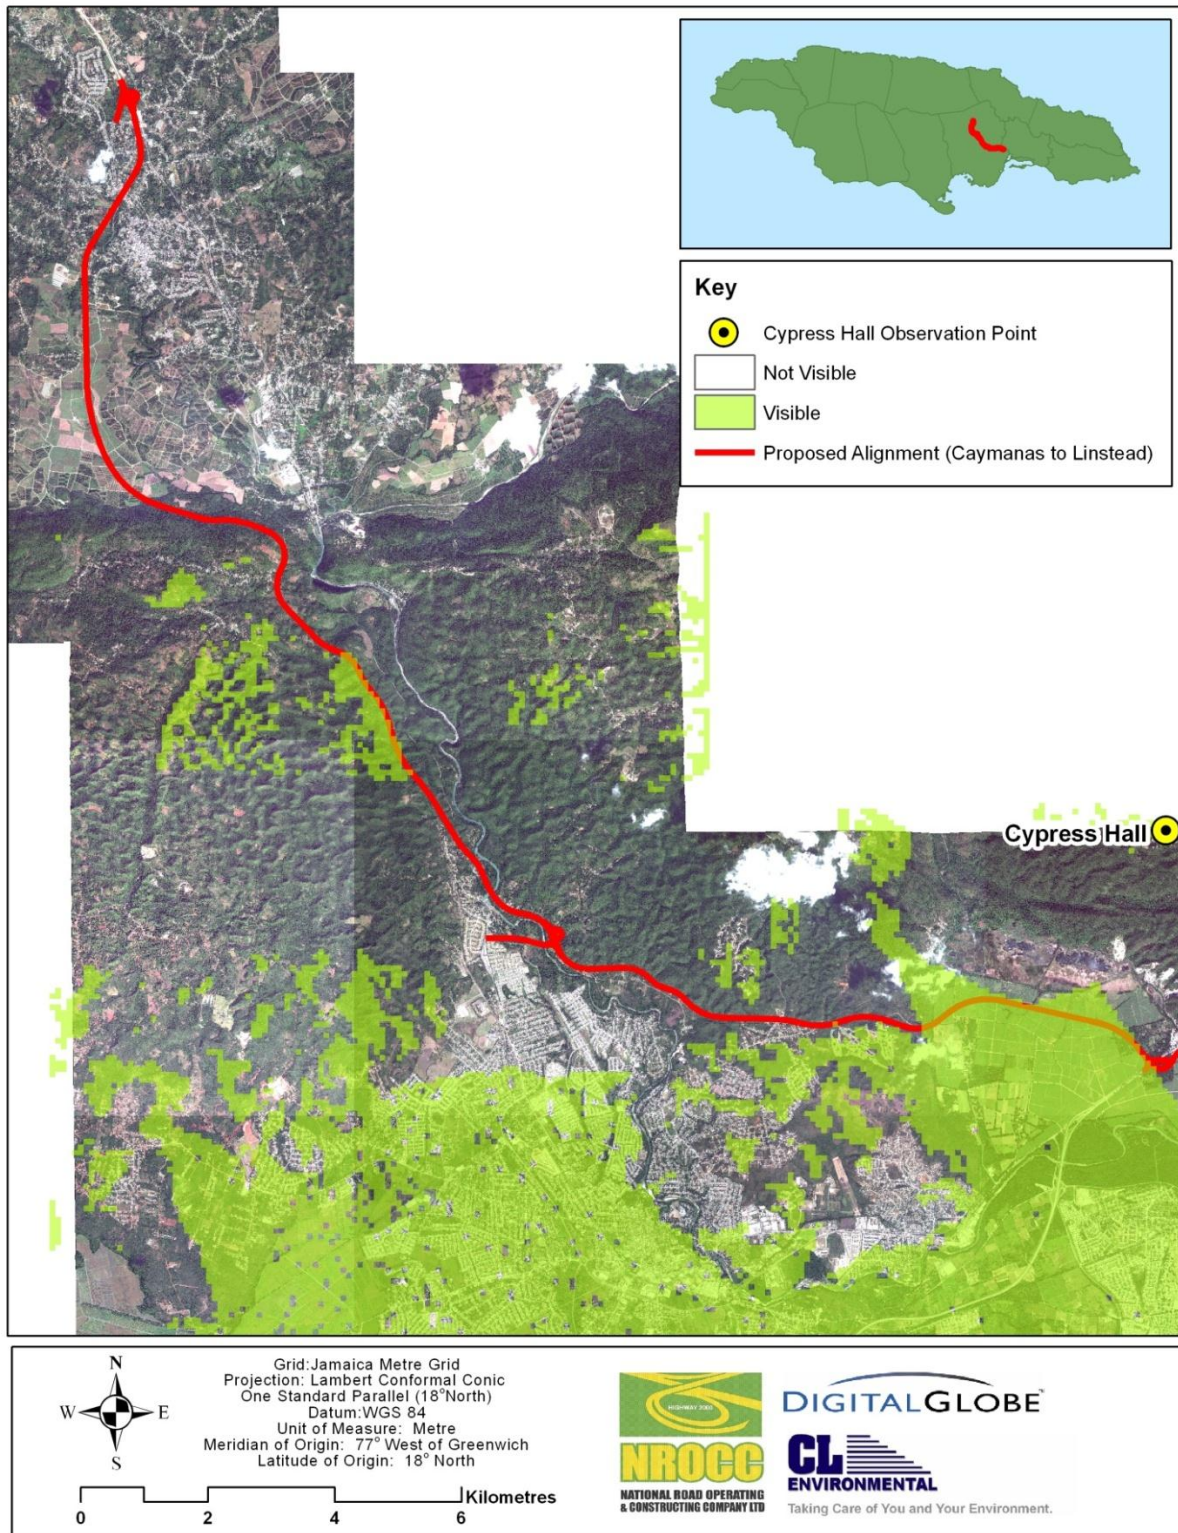 Key
Cypress Hall Observation Point
Not Visible
Visible
Proposed Alignment (Caymanas to Linstead)
Cypress Hall
N
W E
S
Grid:Jamaica Metre Grid
Projection: Lambert Conformal Conic
One Standard Parallel (18°North)
Datum:WGS 84
Unit of Measure: Metre
Meridian of Origin: 77° West of Greenwich
Latitude of Origin: 18° North
Kilometres
0 2 4 6
HIGHWAY 2000
NROCC
NATIONAL ROAD OPERATING
& CONSTRUCTING COMPANY LTD
DIGITALGLOBE
CL
ENVIRONMENTAL
Taking Care of You and Your Environment.